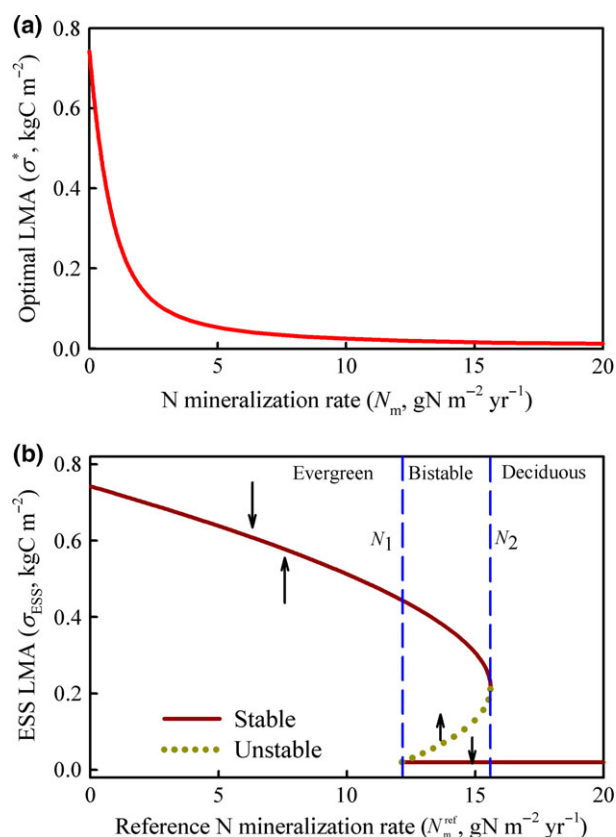 (a)
0.8
0.6
0.4
0.2
0.0
Optimal LMA (σ*, kgC m⁻²)
0 5 10 15 20
N mineralization rate (Nₘ, gN m⁻² yr⁻¹)
(b)
0.8
0.6
0.4
0.2
0.0
ESS LMA (σ_ESS, kgC m⁻²)
Evergreen Bistable Deciduous
N₁ N₂
Stable
Unstable
0 5 10 15 20
Reference N mineralization rate (Nₘ^ref, gN m⁻² yr⁻¹)